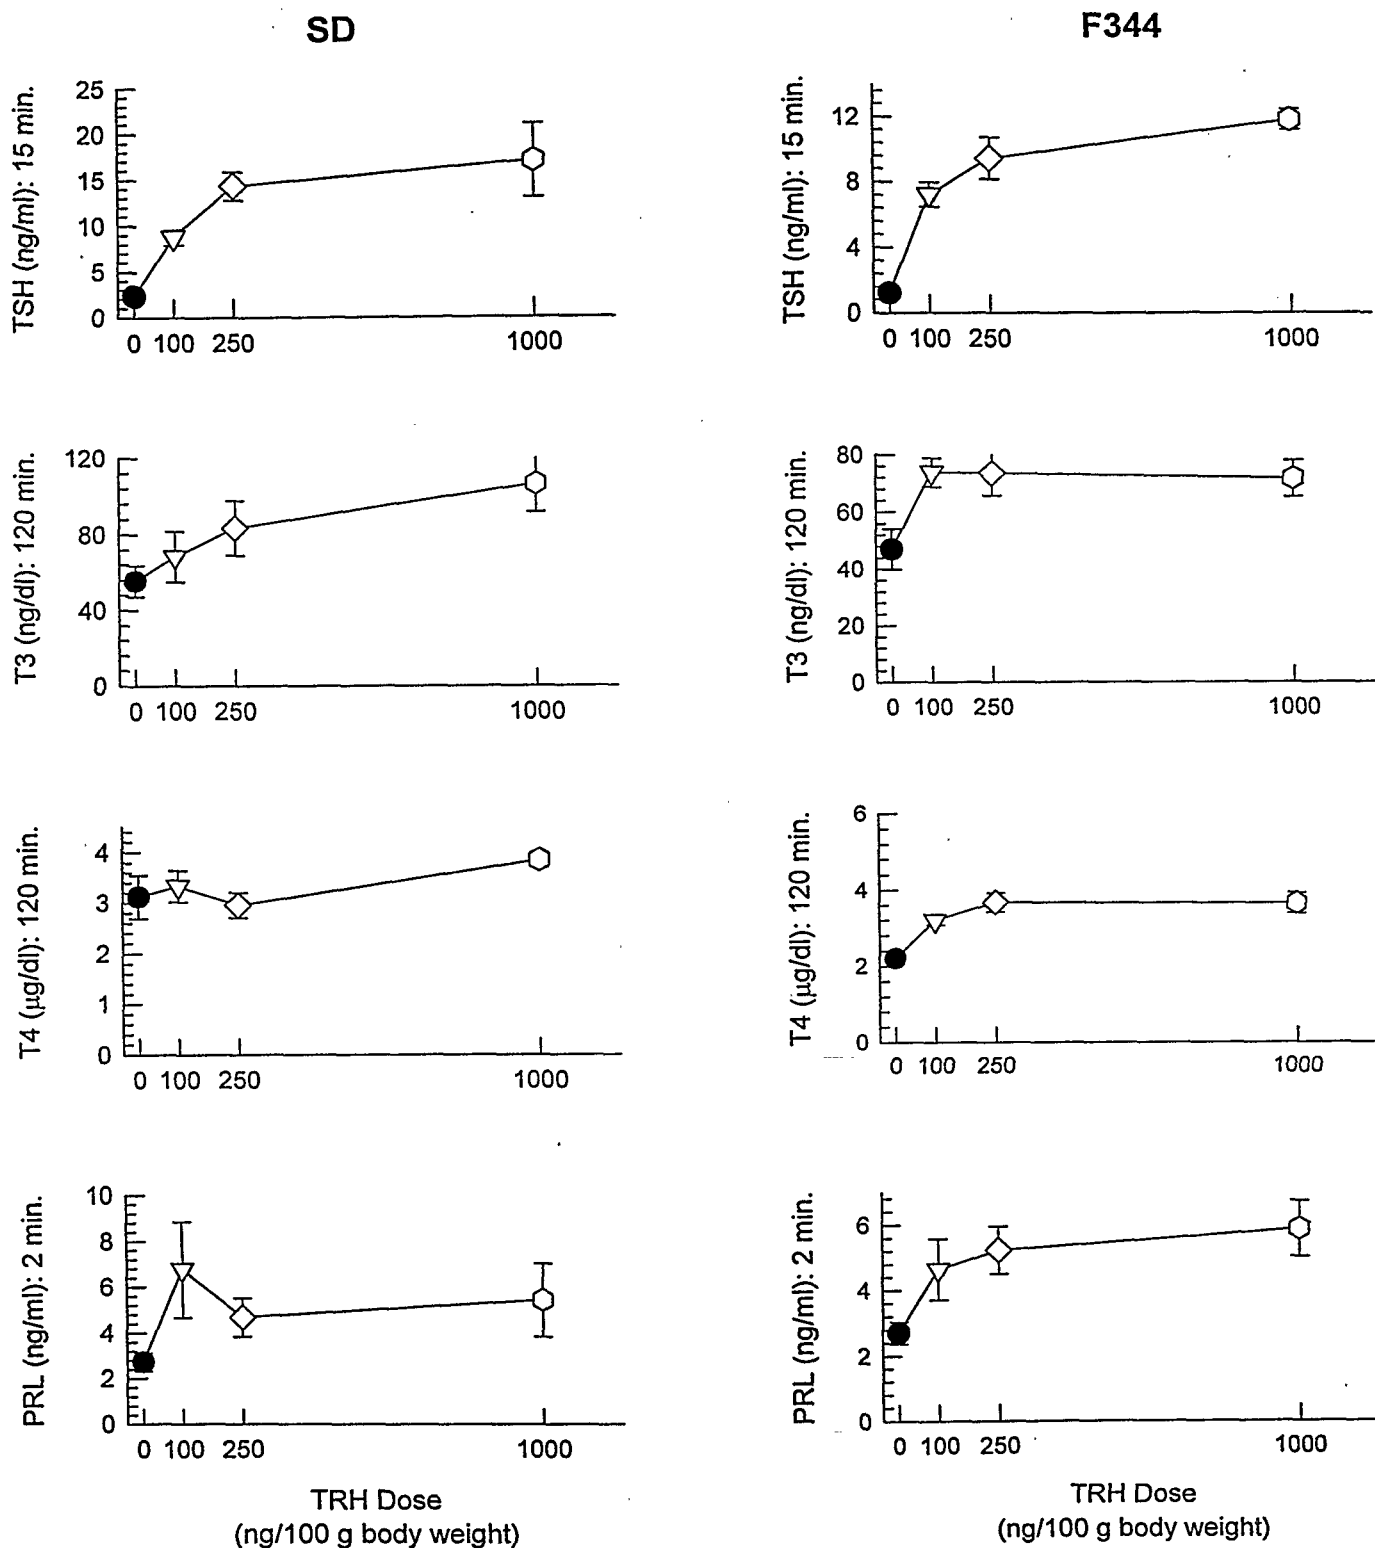 SD
TSH (ng/ml): 15 min.
25
20
15
10
5
0
0 100 250 1000
T3 (ng/dl): 120 min.
120
80
40
0
0 100 250 1000
T4 (μg/dl): 120 min.
4
3
2
1
0
0 100 250 1000
PRL (ng/ml): 2 min.
10
8
6
4
2
0
0 100 250 1000
TRH Dose
(ng/100 g body weight)
F344
TSH (ng/ml): 15 min.
12
8
4
0
0 100 250 1000
T3 (ng/dl): 120 min.
80
60
40
20
0
0 100 250 1000
T4 (μg/dl): 120 min.
6
4
2
0
0 100 250 1000
PRL (ng/ml): 2 min.
6
4
2
0
0 100 250 1000
TRH Dose
(ng/100 g body weight)